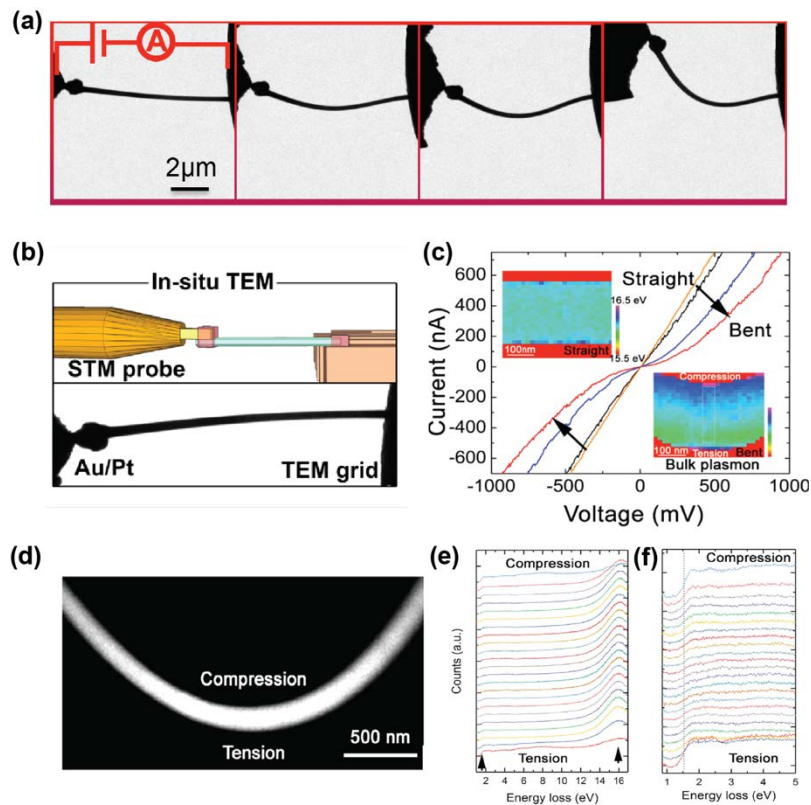 (a)
A
2μm
(b)
In-situ TEM
STM probe
Au/Pt
TEM grid
(c)
600
400
200
0
-200
-400
-600
Current (nA)
-1000
-500
0
500
1000
Voltage (mV)
Straight
Bent
16.5 eV
15.5 eV
100nm
Straight
Compression
Tension
Bent
100 nm
Bulk plasmon
(d)
Compression
Tension
500 nm
(e)
Compression
Tension
Counts (a.u.)
2 4 6 8 10 12 14 16
Energy loss (eV)
(f)
Compression
Tension
1 2 3 4 5
Energy loss (eV)